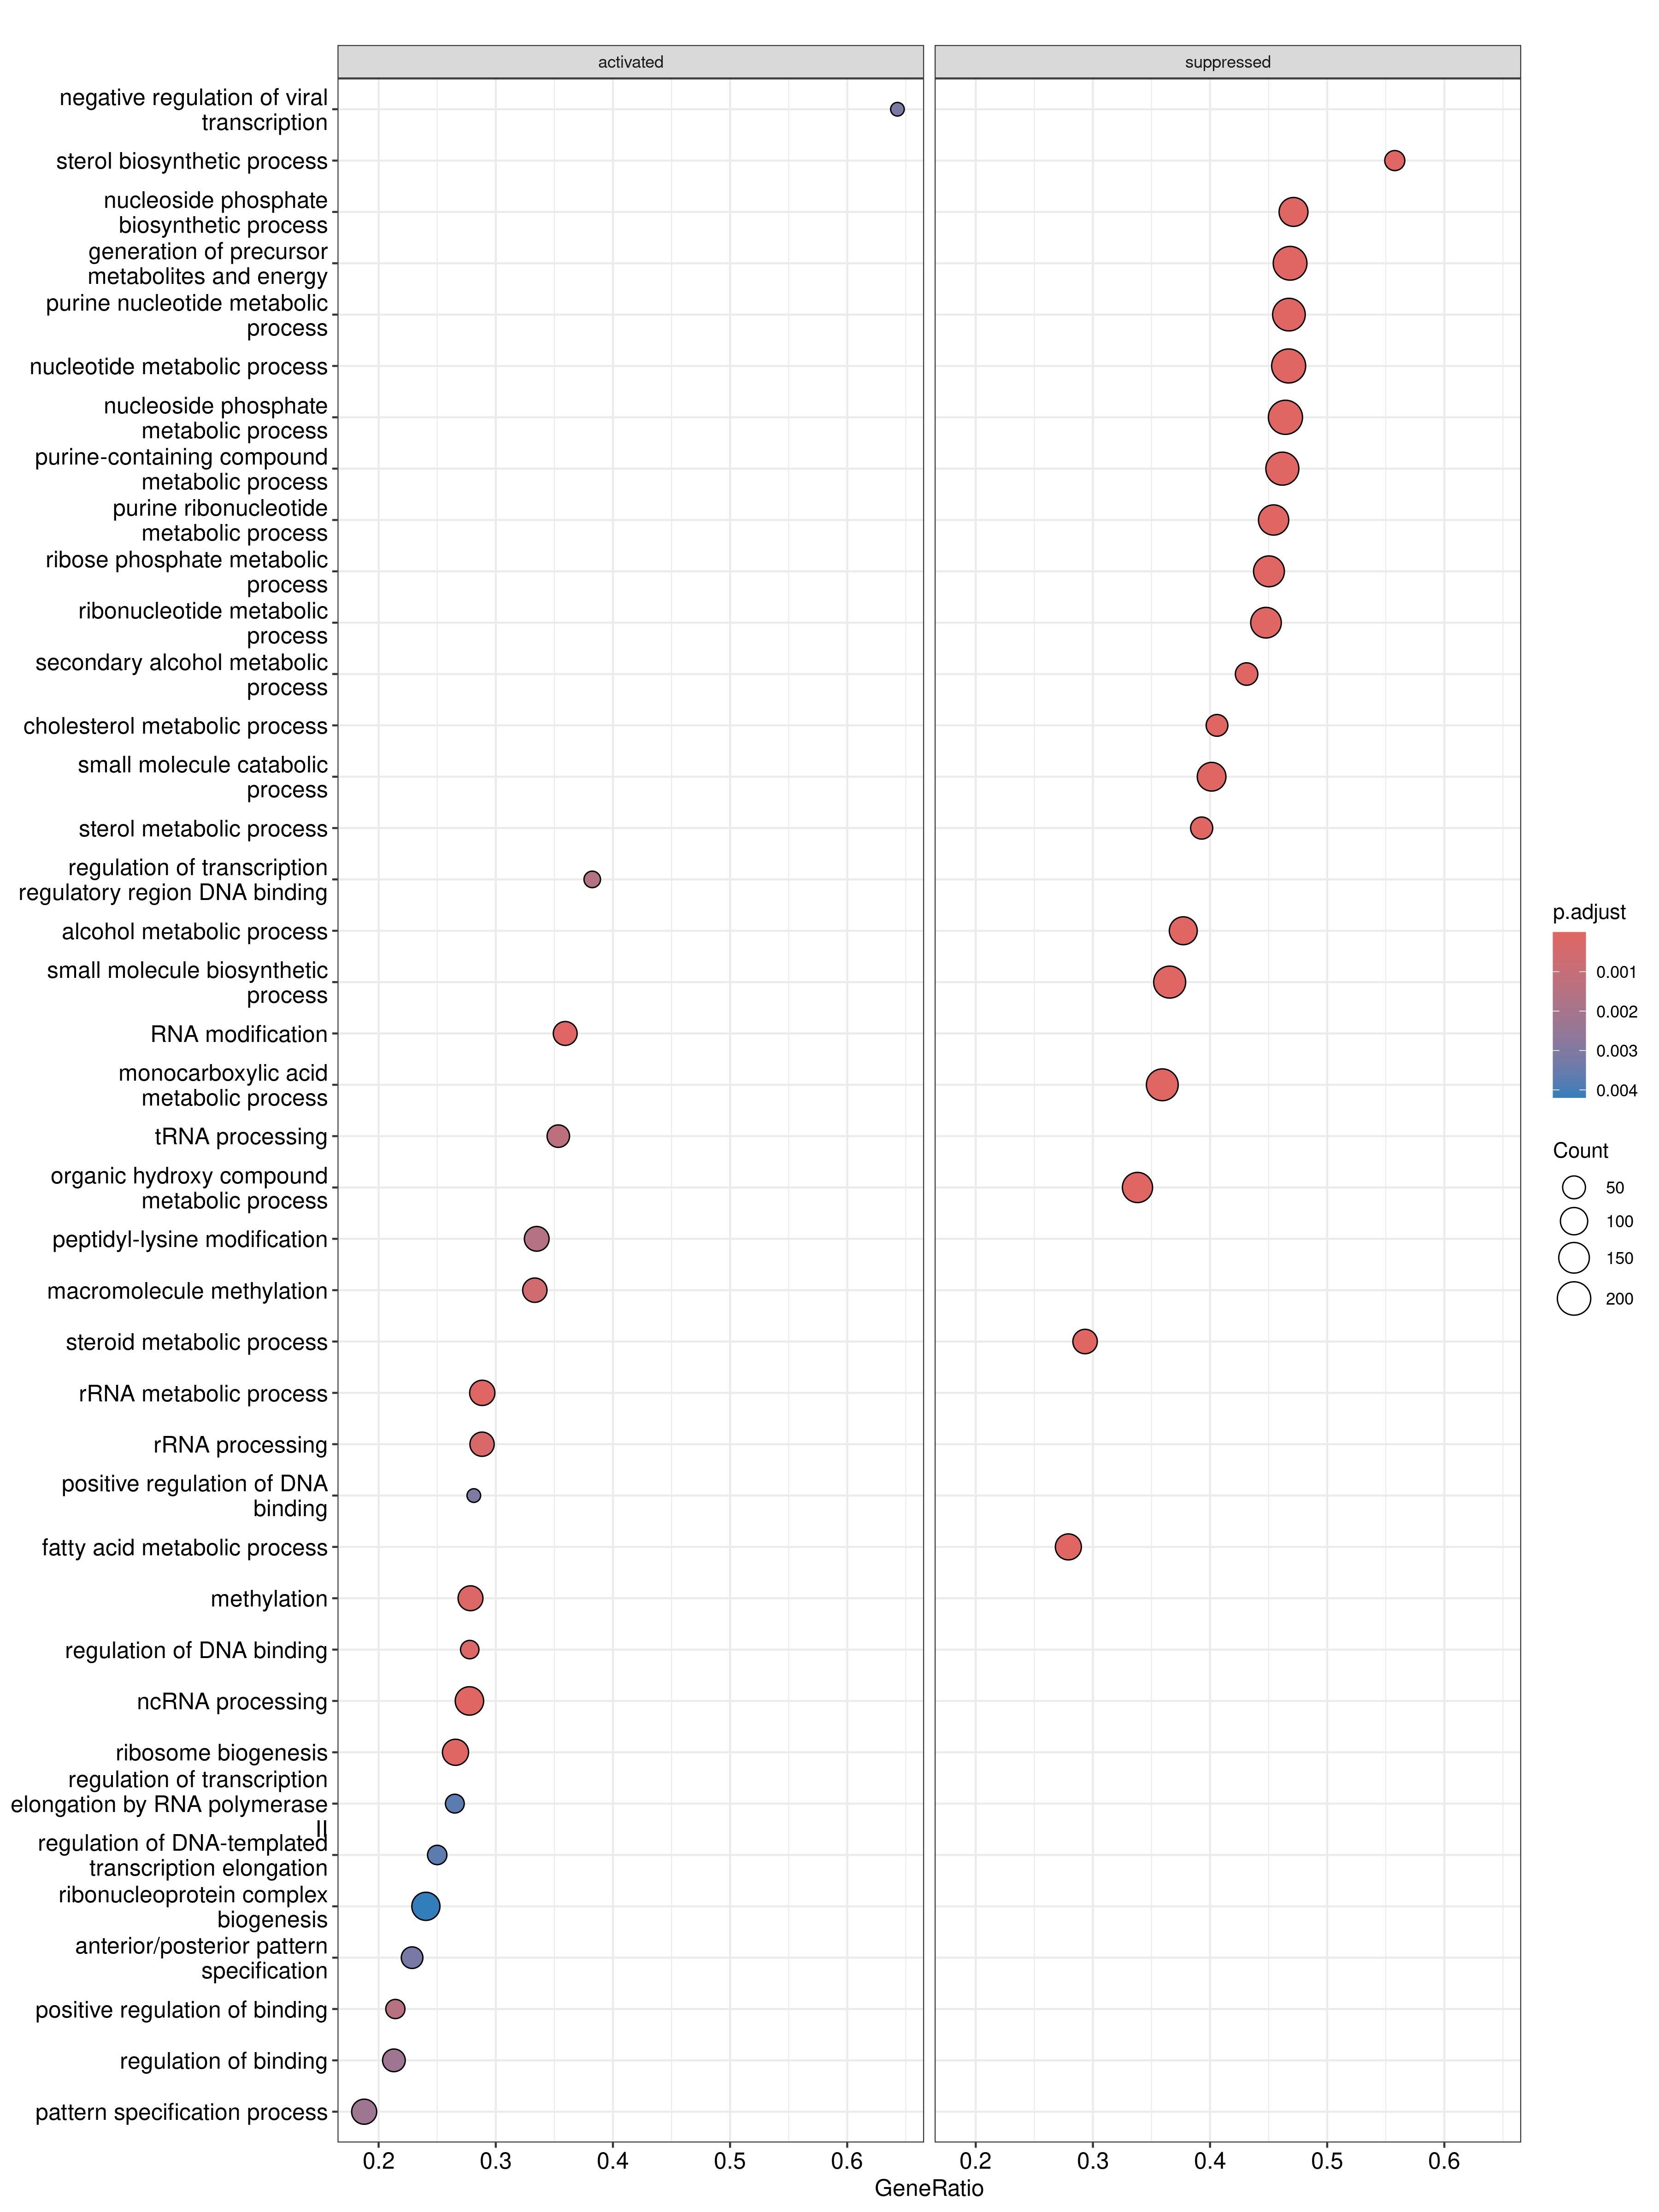 activated
suppressed
negative regulation of viral
transcription
sterol biosynthetic process
nucleoside phosphate
biosynthetic process
generation of precursor
metabolites and energy
purine nucleotide metabolic
process
nucleotide metabolic process
nucleoside phosphate
metabolic process
purine-containing compound
metabolic process
purine ribonucleotide
metabolic process
ribose phosphate metabolic
process
ribonucleotide metabolic
process
secondary alcohol metabolic
process
cholesterol metabolic process
small molecule catabolic
process
sterol metabolic process
regulation of transcription
regulatory region DNA binding
alcohol metabolic process
small molecule biosynthetic
process
RNA modification
monocarboxylic acid
metabolic process
tRNA processing
organic hydroxy compound
metabolic process
peptidyl-lysine modification
macromolecule methylation
steroid metabolic process
rRNA metabolic process
rRNA processing
positive regulation of DNA
binding
fatty acid metabolic process
methylation
regulation of DNA binding
ncRNA processing
ribosome biogenesis
regulation of transcription
elongation by RNA polymerase
II
regulation of DNA-templated
transcription elongation
ribonucleoprotein complex
biogenesis
anterior/posterior pattern
specification
positive regulation of binding
regulation of binding
pattern specification process
0.2 0.3 0.4 0.5 0.6
0.2 0.3 0.4 0.5 0.6
GeneRatio
p.adjust
0.001
0.002
0.003
0.004
Count
50
100
150
200